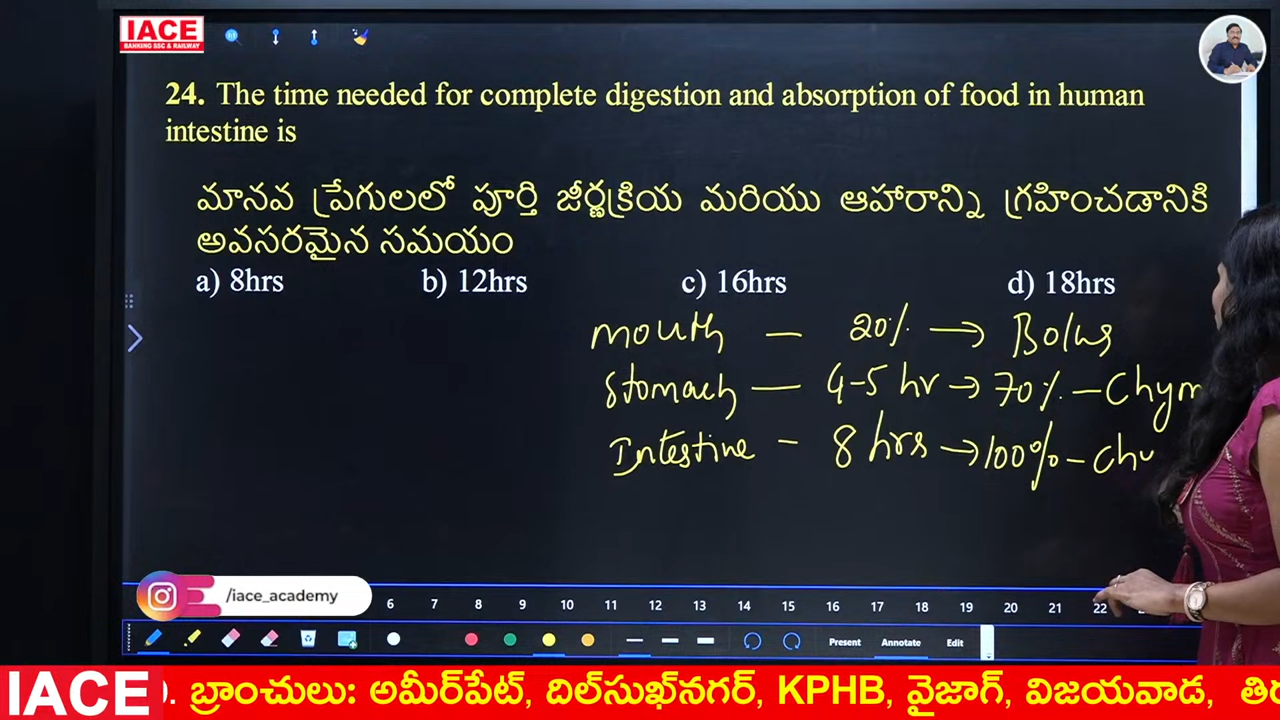 IACE
BANKING SSC & RAILWAY
24. The time needed for complete digestion and absorption of food in human
intestine is
మానవ ప్రేగులలో పూర్తి జీర్ణక్రియ మరియు ఆహారాన్ని గ్రహించడానికి
అవసరమైన సమయం
a) 8hrs b) 12hrs c) 16hrs d) 18hrs
mouth — 20% → Bolus
Stomach — 4-5 hr → 70% - Chym
Intestine - 8 hrs → 100% -
/iace_academy
6 7 8 9 10 11 12 13 14 15 16 17 18 19 20 21 22
Present Annotate Edit
IACE . బ్రాంచులు: అమీర్‌పేట్, దిల్‌సుఖ్‌నగర్, KPHB, వైజాగ్, విజయవాడ,